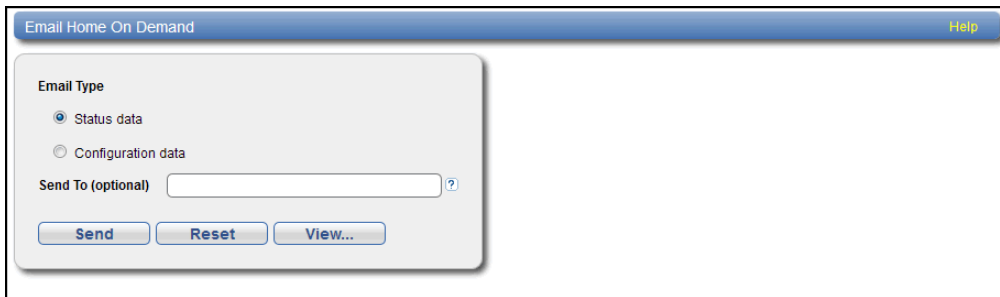 Email Home On Demand Help
Email Type
Status data
Configuration data
Send To (optional) ?
Send Reset View...